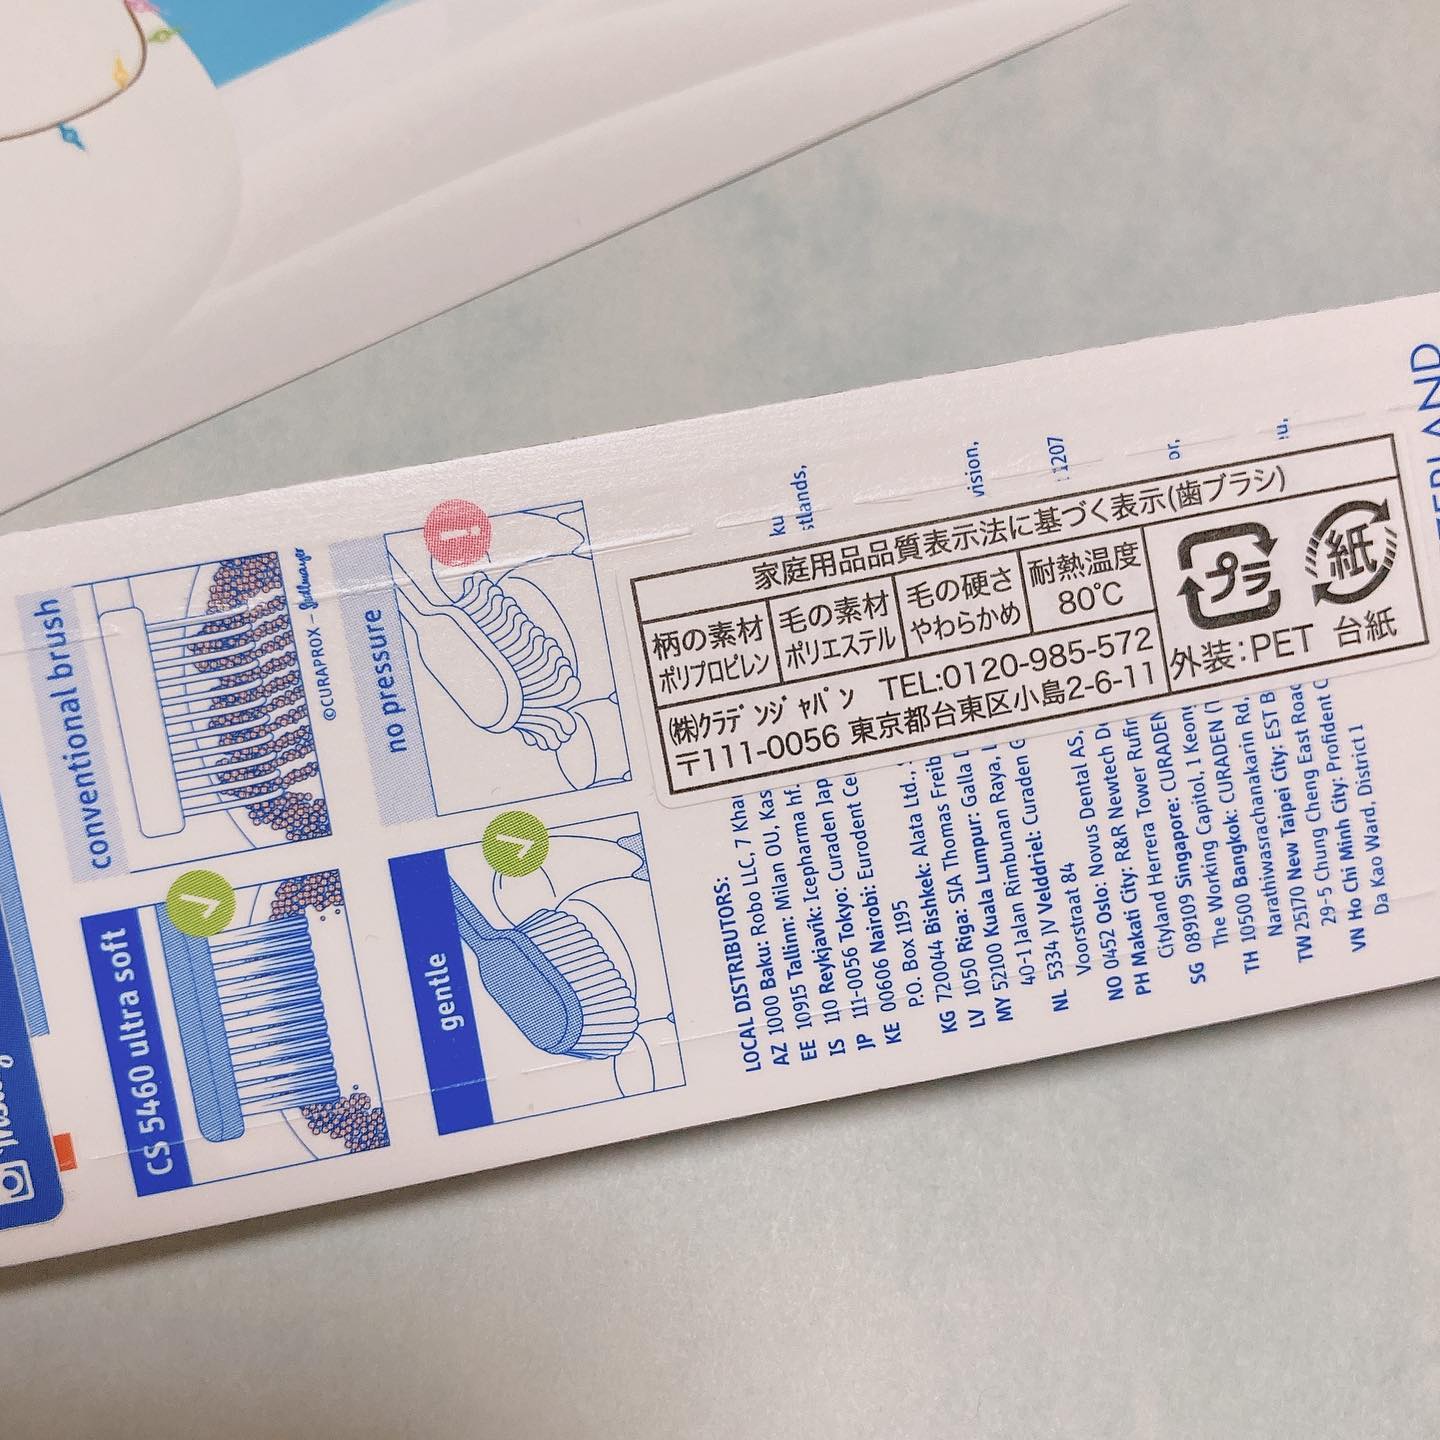 conventional brush
©CURAPROX -
CS 5460 ultra soft
no pressure
gentle
家庭用品品質表示法に基づく表示(歯ブラシ)
柄の素材
ポリプロピレン
毛の素材
ポリエステル
毛の硬さ
やわらかめ
耐熱温度
80℃
(株)クラデンジャパン TEL:0120-985-572
〒111-0056 東京都台東区小島2-6-11
プラ
外装:PET
紙
台紙
LOCAL DISTRIBUTORS:
AZ 1000 Baku: Robo LLC, 7 Kha
EE 10915 Tallinn: Milan OU, Kas
IS 110 Reykjavík: Icepharma hf.
JP 111-0056 Tokyo: Curaden Jap
KE 00606 Nairobi: Eurodent Ce
P.O. Box 1195
KG 720044 Bishkek: Alata Ltd.,
LV 1050 Riga: SIA Thomas Freib
MY 52100 Kuala Lumpur: Galla D
40-1 Jalan Rimbunan Raya,
NL 5334 JV Velddriel: Curaden G
Voorstraat 84
NO 0452 Oslo: Novus Dental AS,
PH Makati City: R&R Newtech D
Cityland Herrera Tower Rufin
SG 089109 Singapore: CURADEN
The Working Capitol, 1 Keong
TH 10500 Bangkok: CURADEN (T
Narathiwasrachanakarin Rd,
TW 25170 New Taipei City: EST B
29-5 Chung Cheng East Road
VN Ho Chi Minh City: Profident C
Da Kao Ward, District 1
ku
stlands,
vision,
1207
or,